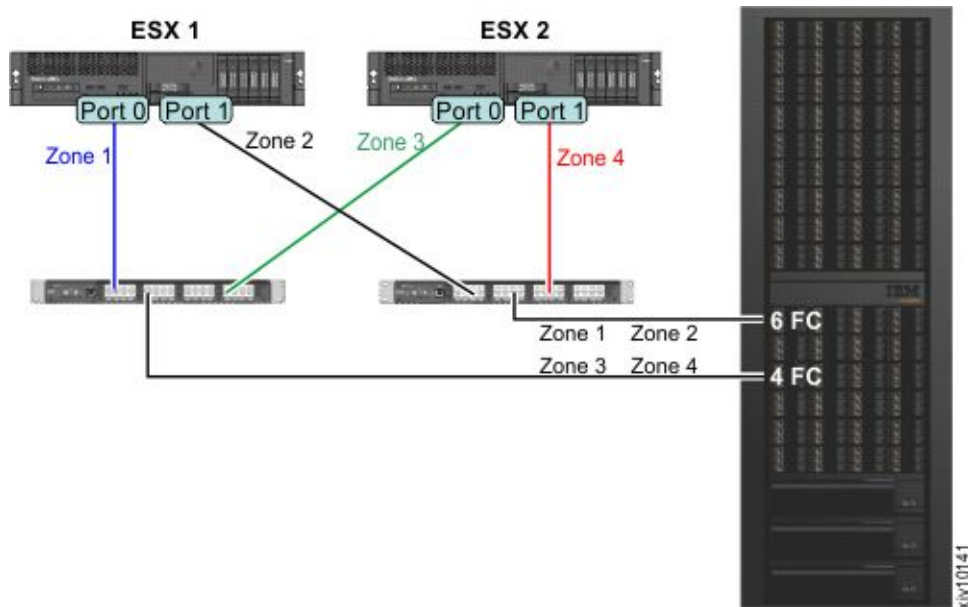 ESX 1 ESX 2
Port 0 Port 1 Port 0 Port 1
Zone 1 Zone 2 Zone 3 Zone 4
IBM
6 FC
Zone 1 Zone 2
Zone 3 Zone 4
4 FC
xiv10141